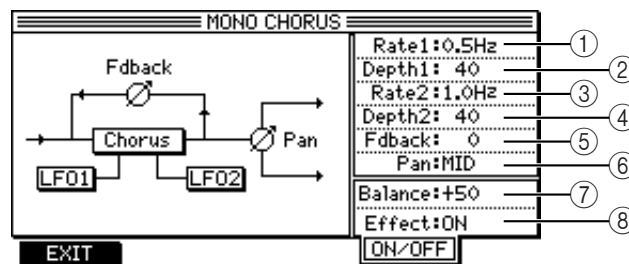 MONO CHORUS
Fdback
Chorus
Pan
LFO1
LFO2
Rate1:0.5Hz
Depth1: 40
Rate2:1.0Hz
Depth2: 40
Fdback: 0
Pan:MID
Balance:+50
Effect:ON
EXIT
ON/OFF
①
②
③
④
⑤
⑥
⑦
⑧